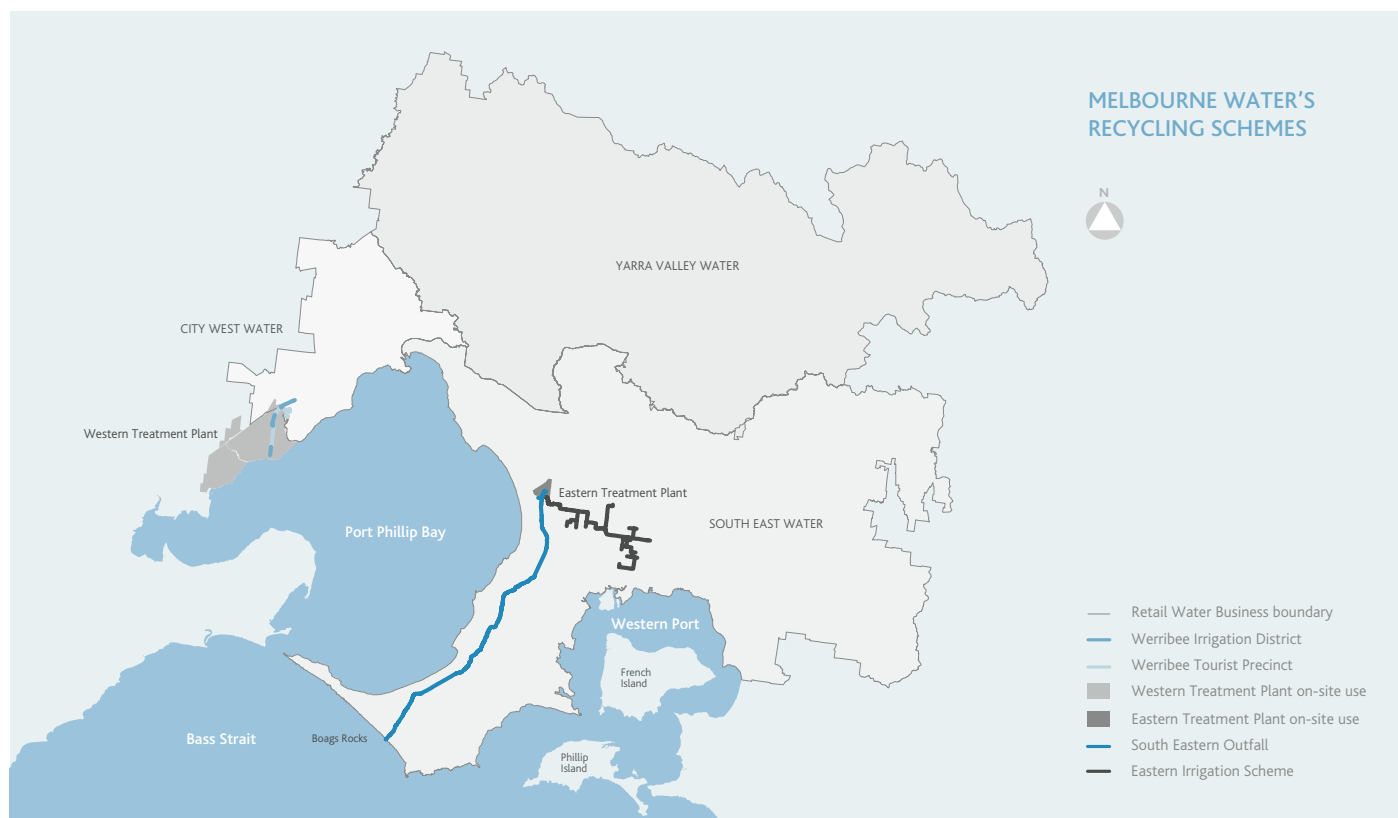 MELBOURNE WATER'S
RECYCLING SCHEMES
N
YARRA VALLEY WATER
CITY WEST WATER
Western Treatment Plant
Eastern Treatment Plant
SOUTH EAST WATER
Port Phillip Bay
Western Port
French
Island
Bass Strait
Boags Rocks
Phillip
Island
Retail Water Business boundary
Werribee Irrigation District
Werribee Tourist Precinct
Western Treatment Plant on-site use
Eastern Treatment Plant on-site use
South Eastern Outfall
Eastern Irrigation Scheme